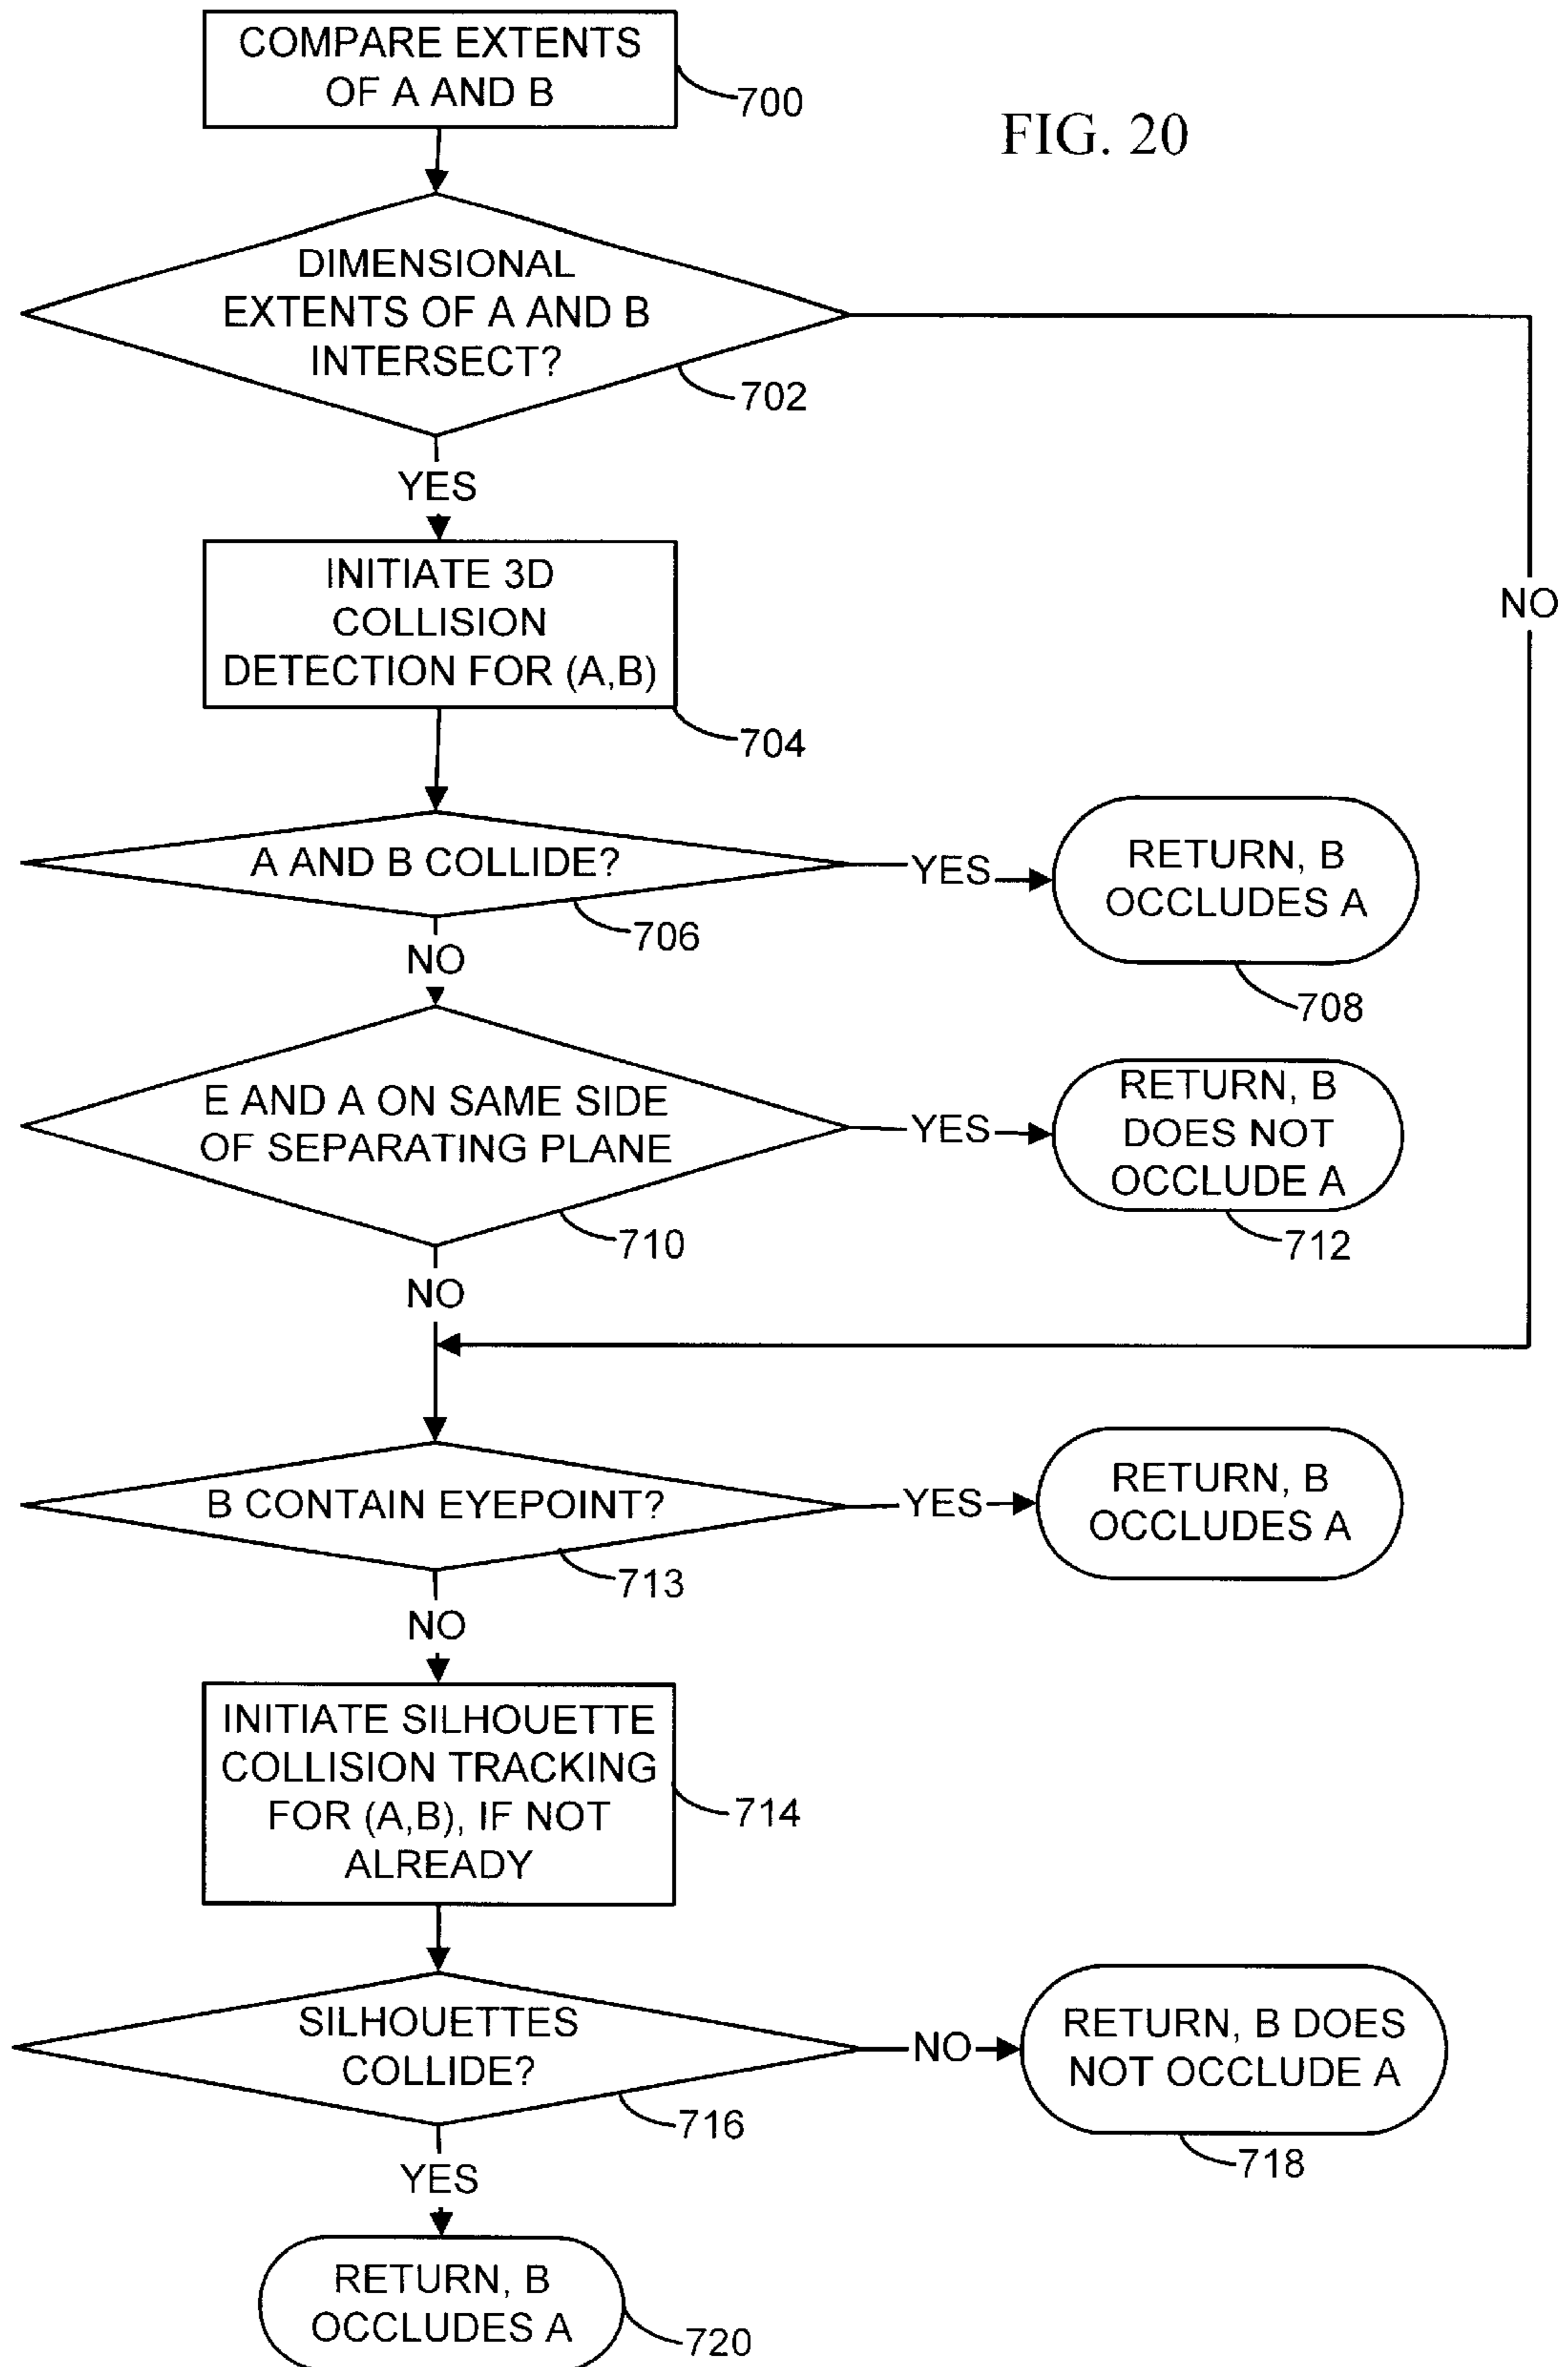 COMPARE EXTENTS
OF A AND B
700
FIG. 20
DIMENSIONAL
EXTENTS OF A AND B
INTERSECT?
702
YES
NO
INITIATE 3D
COLLISION
DETECTION FOR (A,B)
704
A AND B COLLIDE?
706
YES
RETURN, B
OCCLUDES A
708
NO
E AND A ON SAME SIDE
OF SEPARATING PLANE
710
YES
RETURN, B
DOES NOT
OCCLUDE A
712
NO
B CONTAIN EYEPOINT?
713
YES
RETURN, B
OCCLUDES A
NO
INITIATE SILHOUETTE
COLLISION TRACKING
FOR (A,B), IF NOT
ALREADY
714
SILHOUETTES
COLLIDE?
716
NO
RETURN, B DOES
NOT OCCLUDE A
718
YES
RETURN, B
OCCLUDES A
720